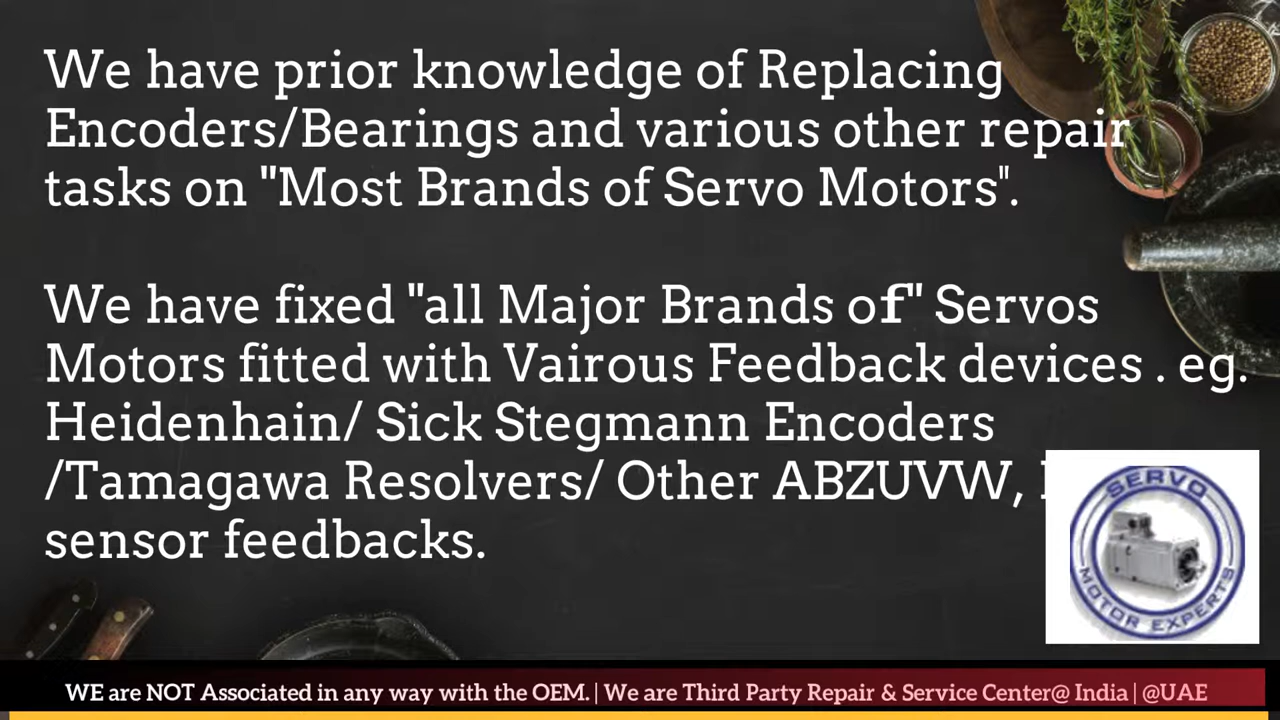 We have prior knowledge of Replacing
Encoders/Bearings and various other repair
tasks on "Most Brands of Servo Motors".
We have fixed "all Major Brands of" Servos
Motors fitted with Vairous Feedback devices . eg.
Heidenhain/ Sick Stegmann Encoders
/Tamagawa Resolvers/ Other ABZUVW,
sensor feedbacks.
SERVO
MOTOR EXPERTS
WE are NOT Associated in any way with the OEM. | We are Third Party Repair & Service Center@ India | @UAE